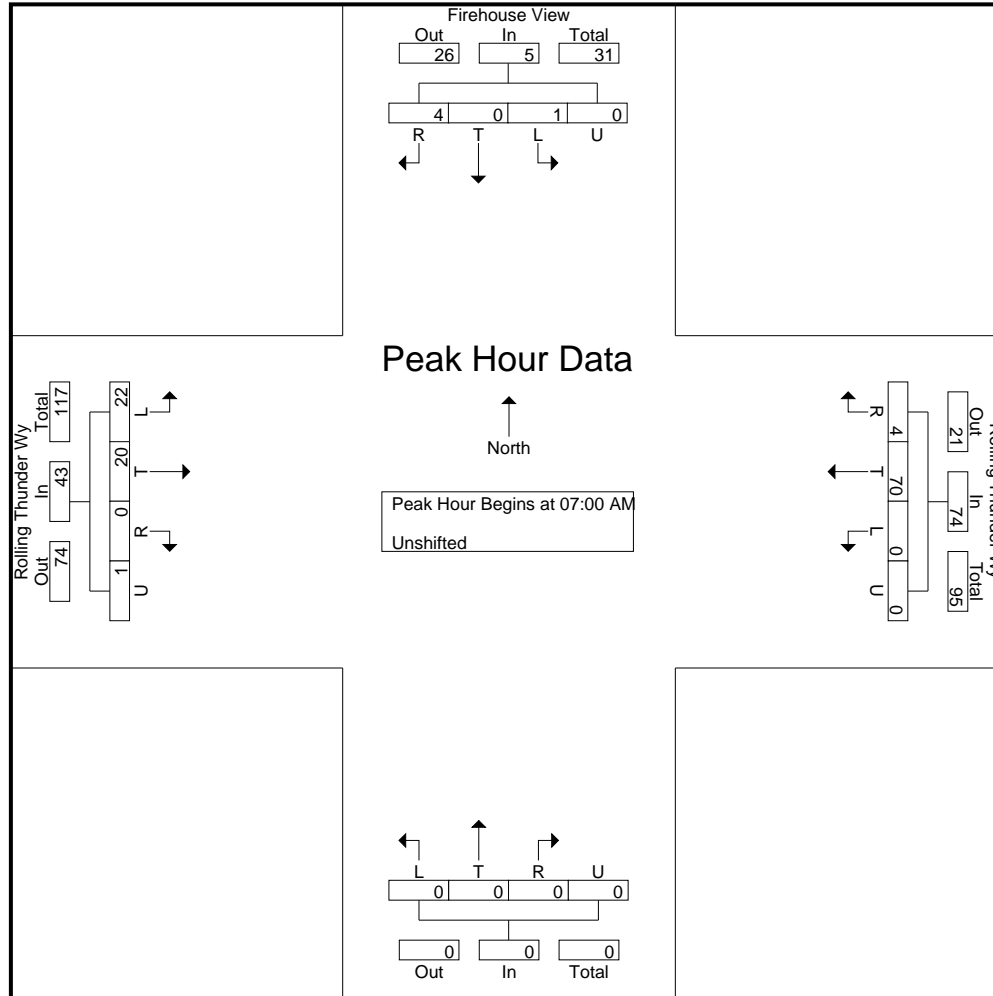 Firehouse View
Out In Total
26 5 31
4 0 1 0
R T L U
Peak Hour Data
North
Peak Hour Begins at 07:00 AM
Unshifted
Rolling Thunder Wy
Total In Out
117 43 74
22 20 0 1
L T R U
R T L U
4 70 0 0
Out In Total
21 74 95
Rolling Thunder Wy
L T R U
0 0 0 0
0 0 0
Out In Total